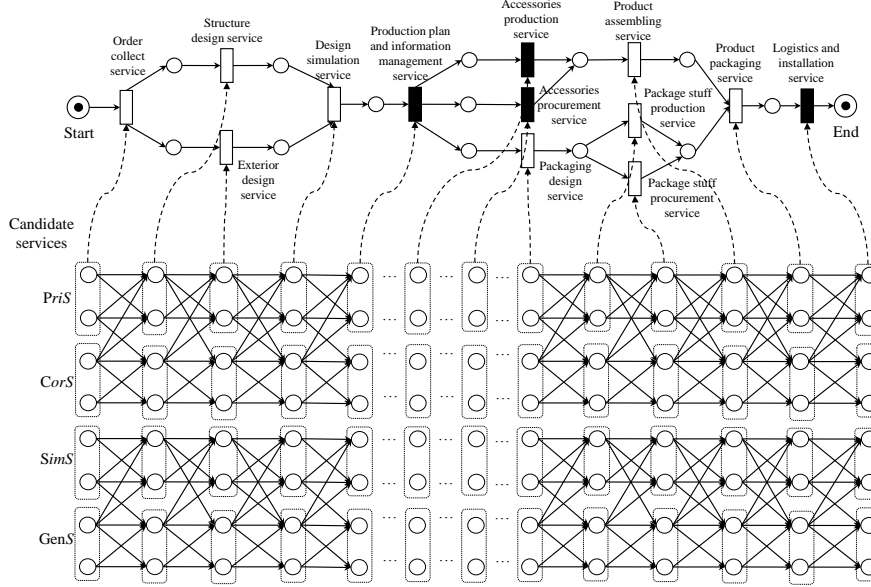 Order
collect
service
Structure
design service
Exterior
design
service
Design
simulation
service
Production plan
and information
management
service
Accessories
production
service
Accessories
procurement
service
Packaging
design
service
Product
assembling
service
Package stuff
production
service
Package stuff
procurement
service
Product
packaging
service
Logistics and
installation
service
Start
End
Candidate
services
PriS
CorS
SimS
GenS
... ... ... ...
... ... ... ...
... ... ... ...
... ... ... ...
... ... ... ...
... ... ... ...
... ... ... ...
... ... ... ...